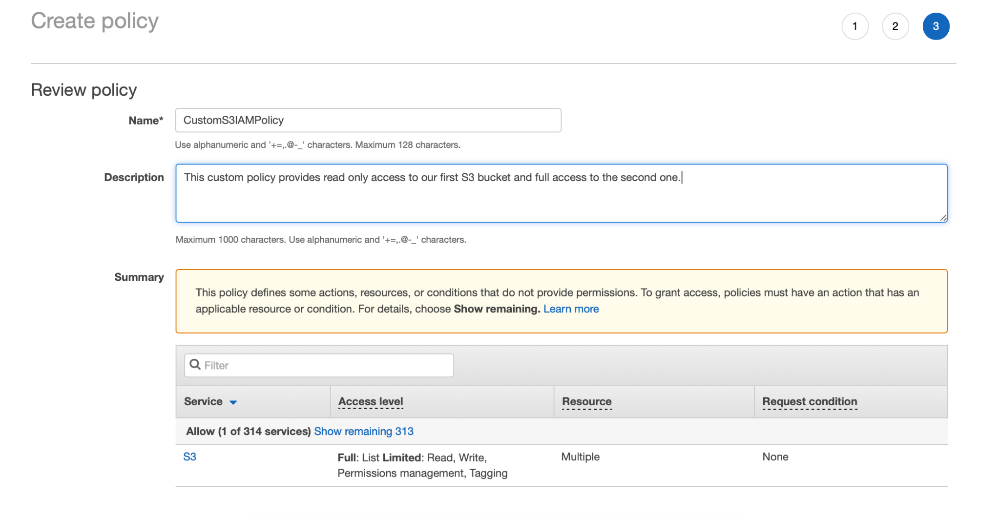 Create policy
1 2 3
Review policy
Name* CustomS3IAMPolicy
Use alphanumeric and '+=,.@-_' characters. Maximum 128 characters.
Description This custom policy provides read only access to our first S3 bucket and full access to the second one.
Maximum 1000 characters. Use alphanumeric and '+=,.@-_' characters.
Summary
This policy defines some actions, resources, or conditions that do not provide permissions. To grant access, policies must have an action that has an
applicable resource or condition. For details, choose Show remaining. Learn more
Filter
Service Access level Resource Request condition
Allow (1 of 314 services) Show remaining 313
S3 Full: List Limited: Read, Write, Multiple None
Permissions management, Tagging